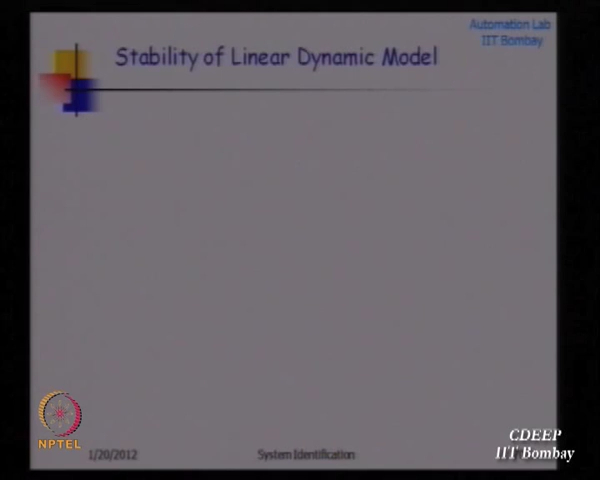 Automation Lab
IIT Bombay
Stability of Linear Dynamic Model
NPTEL
1/20/2012
System Identification
CDEEP
IIT Bombay